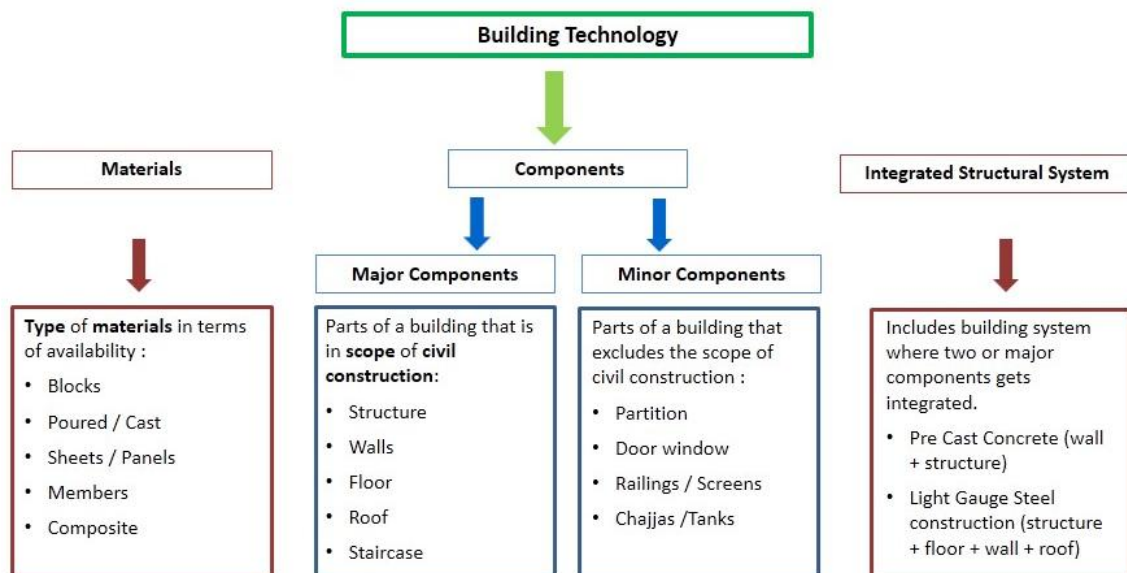 Building Technology
Materials
Components
Integrated Structural System
Major Components
Minor Components
Type of materials in terms
of availability :
• Blocks
• Poured / Cast
• Sheets / Panels
• Members
• Composite
Parts of a building that is
in scope of civil
construction:
• Structure
• Walls
• Floor
• Roof
• Staircase
Parts of a building that
excludes the scope of
civil construction :
• Partition
• Door window
• Railings / Screens
• Chajjas /Tanks
Includes building system
where two or major
components gets
integrated.
• Pre Cast Concrete (wall
+ structure)
• Light Gauge Steel
construction (structure
+ floor + wall + roof)